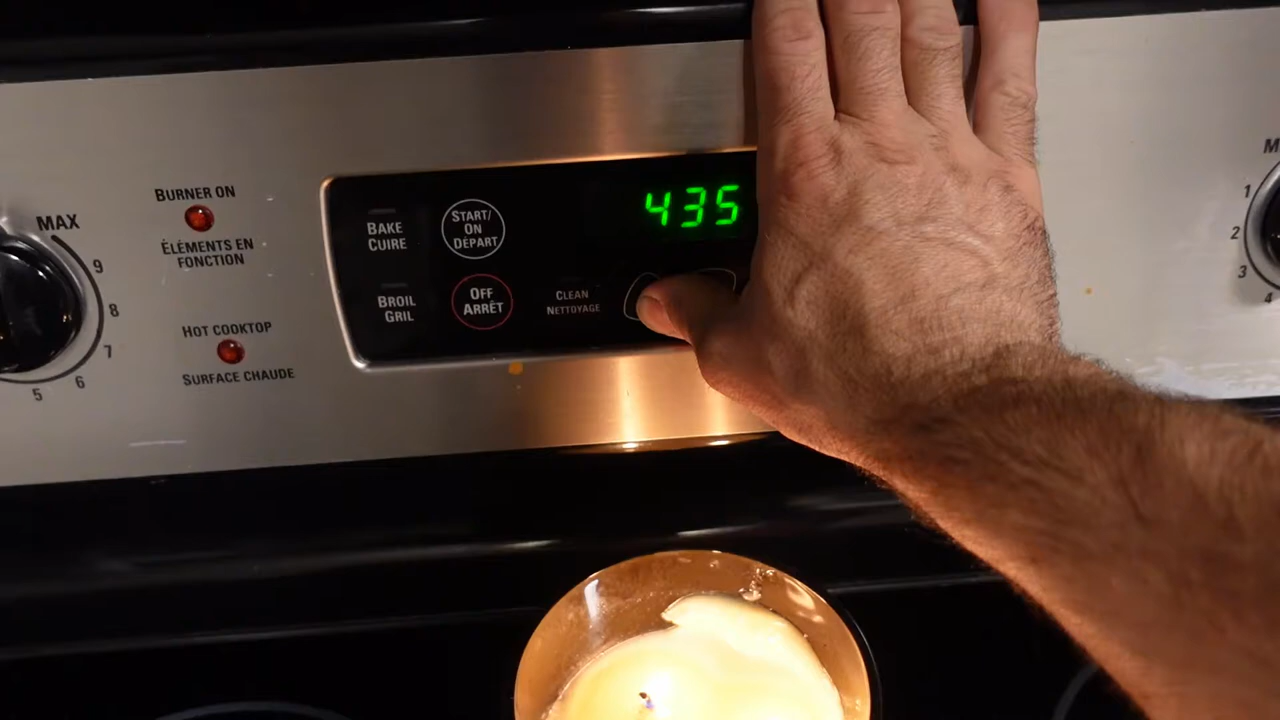 MAX
9
8
7
6
5
BURNER ON
ÉLÉMENTS EN
FONCTION
HOT COOKTOP
SURFACE CHAUDE
BAKE
CUIRE
START/
ON
DÉPART
BROIL
GRIL
OFF
ARRÊT
CLEAN
NETTOYAGE
435
1
2
3
4